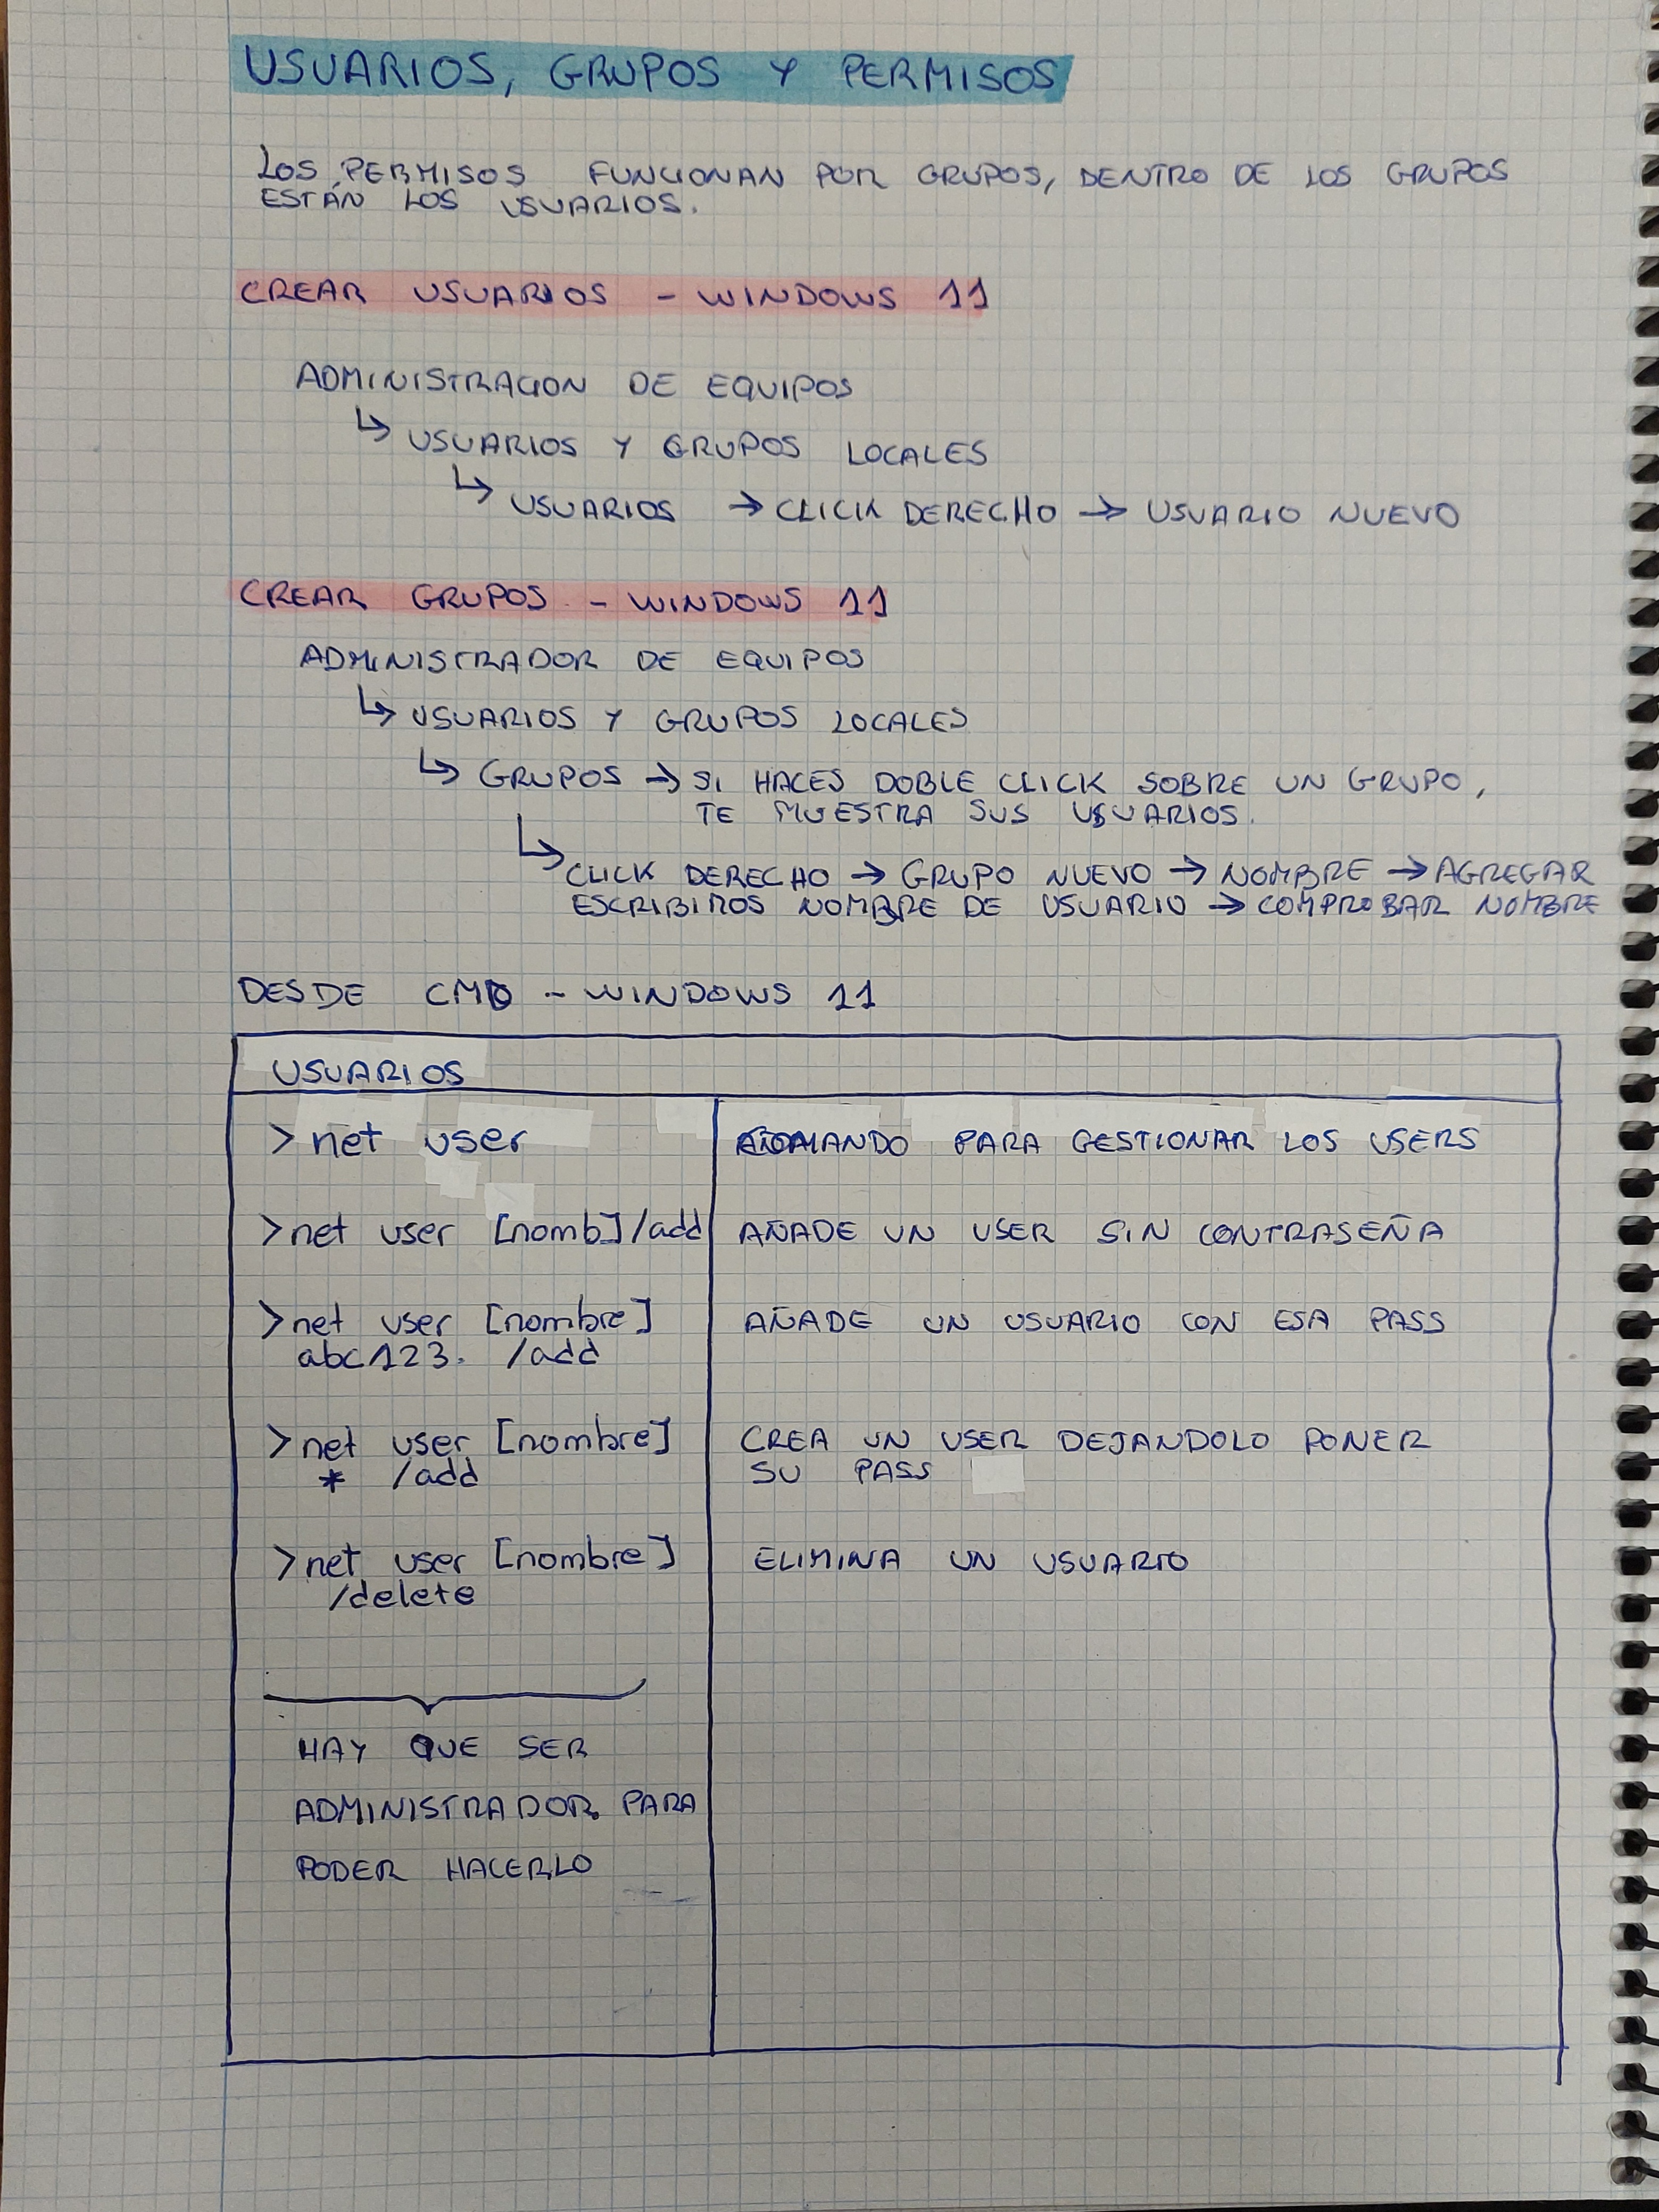 USUARIOS, GRUPOS Y PERMISOS
LOS PERMISOS FUNCIONAN POR GRUPOS, DENTRO DE LOS GRUPOS
ESTÁN LOS USUARIOS.
CREAR USUARIOS - WINDOWS 11
ADMINISTRACION DE EQUIPOS
↳ USUARIOS Y GRUPOS LOCALES
↳ USUARIOS → CLICK DERECHO → USUARIO NUEVO
CREAR GRUPOS - WINDOWS 11
ADMINISTRADOR DE EQUIPOS
↳ USUARIOS Y GRUPOS LOCALES
↳ GRUPOS → SI HACES DOBLE CLICK SOBRE UN GRUPO,
TE MUESTRA SUS USUARIOS.
↳ CLICK DERECHO → GRUPO NUEVO → NOMBRE → AGREGAR
ESCRIBIMOS NOMBRE DE USUARIO → COMPROBAR NOMBRE
DESDE CMD - WINDOWS 11
USUARIOS
> net user
COMANDO PARA GESTIONAR LOS USERS
> net user [nomb] /add
AÑADE UN USER SIN CONTRASEÑA
> net user [nombre]
abc123. /add
AÑADE UN USUARIO CON ESA PASS
> net user [nombre]
* /add
CREA UN USER DEJANDOLO PONER
SU PASS
> net user [nombre]
/delete
ELIMINA UN USUARIO
HAY QUE SER
ADMINISTRADOR PARA
PODER HACERLO